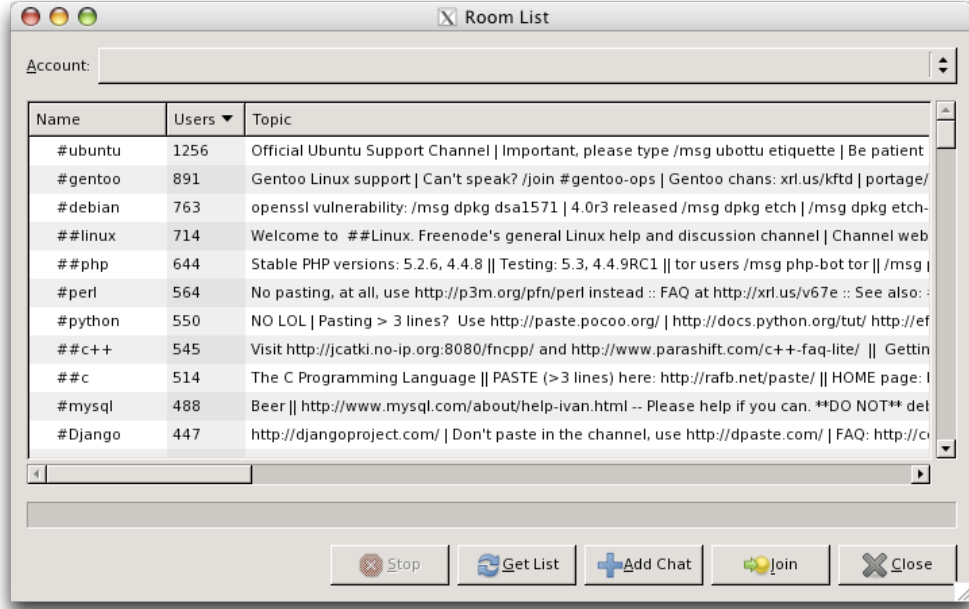 Room List
Account:
Name Users Topic
#ubuntu 1256 Official Ubuntu Support Channel | Important, please type /msg ubottu etiquette | Be patient
#gentoo 891 Gentoo Linux support | Can't speak? /join #gentoo-ops | Gentoo chans: xrl.us/kftd | portage/
#debian 763 openssl vulnerability: /msg dpkg dsa1571 | 4.0r3 released /msg dpkg etch | /msg dpkg etch-
##linux 714 Welcome to ##Linux. Freenode's general Linux help and discussion channel | Channel web
##php 644 Stable PHP versions: 5.2.6, 4.4.8 || Testing: 5.3, 4.4.9RC1 || tor users /msg php-bot tor || /msg
#perl 564 No pasting, at all, use http://p3m.org/pfn/perl instead :: FAQ at http://xrl.us/v67e :: See also:
#python 550 NO LOL | Pasting > 3 lines? Use http://paste.pocoo.org/ | http://docs.python.org/tut/ http://ef
##c++ 545 Visit http://jcatki.no-ip.org:8080/fncpp/ and http://www.parashift.com/c++-faq-lite/ || Gettin
##c 514 The C Programming Language || PASTE (>3 lines) here: http://rafb.net/paste/ || HOME page:
#mysql 488 Beer || http://www.mysql.com/about/help-ivan.html -- Please help if you can. **DO NOT** del
#Django 447 http://djangoproject.com/ | Don't paste in the channel, use http://dpaste.com/ | FAQ: http://c
Stop Get List Add Chat Join Close